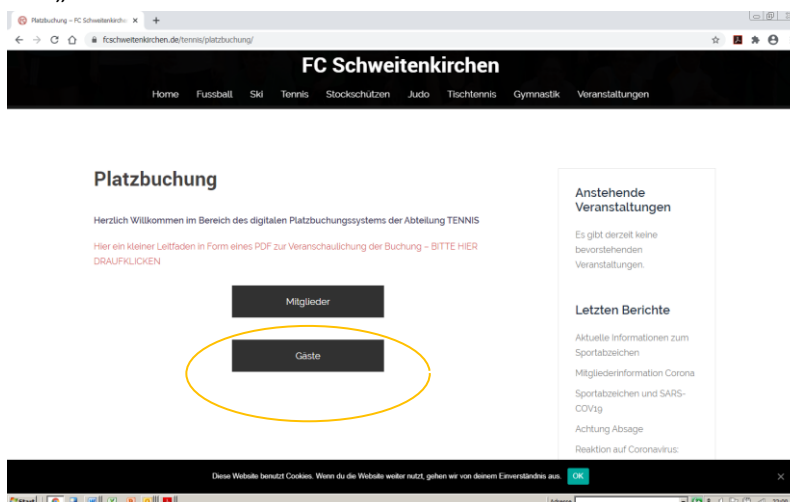 „
Platzbuchung – FC Schweitenkirche
fcschweitenkirchen.de/tennis/platzbuchung/
FC Schweitenkirchen
Home Fussball Ski Tennis Stockschützen Judo Tischtennis Gymnastik Veranstaltungen
Platzbuchung
Herzlich Willkommen im Bereich des digitalen Platzbuchungssystems der Abteilung TENNIS
Hier ein kleiner Leitfaden in Form eines PDF zur Veranschaulichung der Buchung – BITTE HIER
DRAUFKLICKEN
Mitglieder
Gäste
Anstehende
Veranstaltungen
Es gibt derzeit keine
bevorstehenden
Veranstaltungen.
Letzten Berichte
Aktuelle Informationen zum
Sportabzeichen
Mitgliederinformation Corona
Sportabzeichen und SARS-
COV19
Achtung Absage
Reaktion auf Coronavirus:
Diese Website benutzt Cookies. Wenn du die Website weiter nutzt, gehen wir von deinem Einverständnis aus. OK
Start